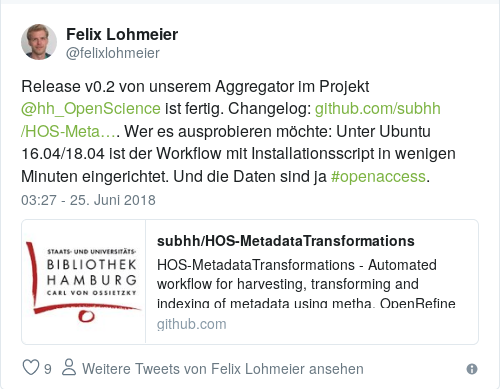 Felix Lohmeier
@felixlohmeier
Release v0.2 von unserem Aggregator im Projekt
@hh_OpenScience ist fertig. Changelog: github.com/subhh
/HOS-Meta…. Wer es ausprobieren möchte: Unter Ubuntu
16.04/18.04 ist der Workflow mit Installationsscript in wenigen
Minuten eingerichtet. Und die Daten sind ja #openaccess.
03:27 - 25. Juni 2018
STAATS- UND UNIVERSITÄTS-
BIBLIOTHEK
HAMBURG
CARL VON OSSIETZKY
subhh/HOS-MetadataTransformations
HOS-MetadataTransformations - Automated
workflow for harvesting, transforming and
indexing of metadata using metha, OpenRefine
github.com
9 Weitere Tweets von Felix Lohmeier ansehen